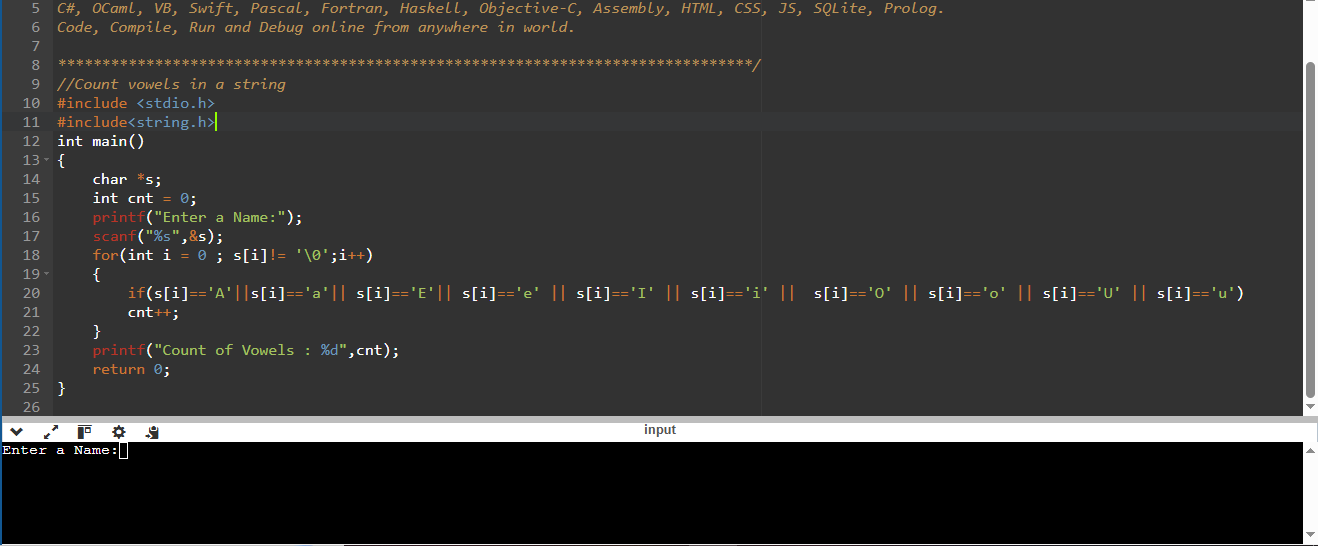 5 C#, OCaml, VB, Swift, Pascal, Fortran, Haskell, Objective-C, Assembly, HTML, CSS, JS, SQLite, Prolog.
6 Code, Compile, Run and Debug online from anywhere in world.
7
8 *******************************************************************************/
9 //Count vowels in a string
10 #include <stdio.h>
11 #include<string.h>
12 int main()
13 {
14     char *s;
15     int cnt = 0;
16     printf("Enter a Name:");
17     scanf("%s",&s);
18     for(int i = 0 ; s[i]!= '\0';i++)
19     {
20         if(s[i]=='A'||s[i]=='a'|| s[i]=='E'|| s[i]=='e' || s[i]=='I' || s[i]=='i' ||  s[i]=='O' || s[i]=='o' || s[i]=='U' || s[i]=='u')
21         cnt++;
22     }
23     printf("Count of Vowels : %d",cnt);
24     return 0;
25 }
26
input
Enter a Name: